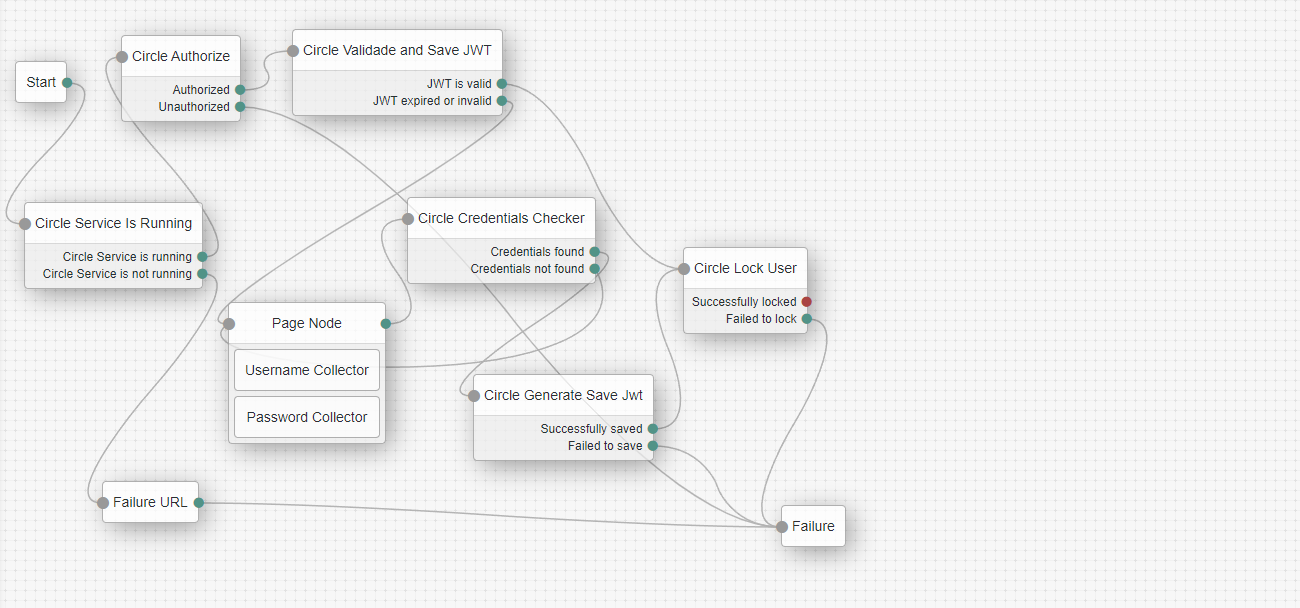 Start
Circle Authorize
Authorized
Unauthorized
Circle Validade and Save JWT
JWT is valid
JWT expired or invalid
Circle Service Is Running
Circle Service is running
Circle Service is not running
Circle Credentials Checker
Credentials found
Credentials not found
Circle Lock User
Successfully locked
Failed to lock
Page Node
Username Collector
Password Collector
Circle Generate Save Jwt
Successfully saved
Failed to save
Failure URL
Failure